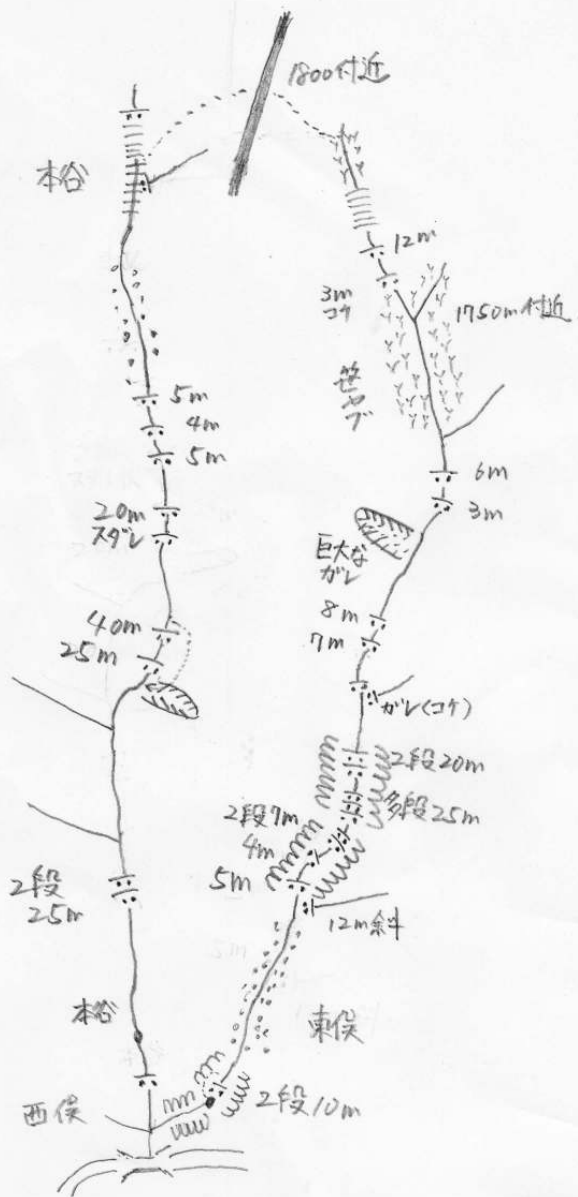 1800付近
本谷
12m
3m
コケ
1750m付近
笹ヤブ
5m
4m
5m
6m
3m
20m
スダレ
巨大な
ガレ
8m
7m
40m
25m
ガレ(コケ)
2段20m
多段25m
2段7m
4m
5m
12m斜
2段
25m
本谷
東俣
西俣
2段10m